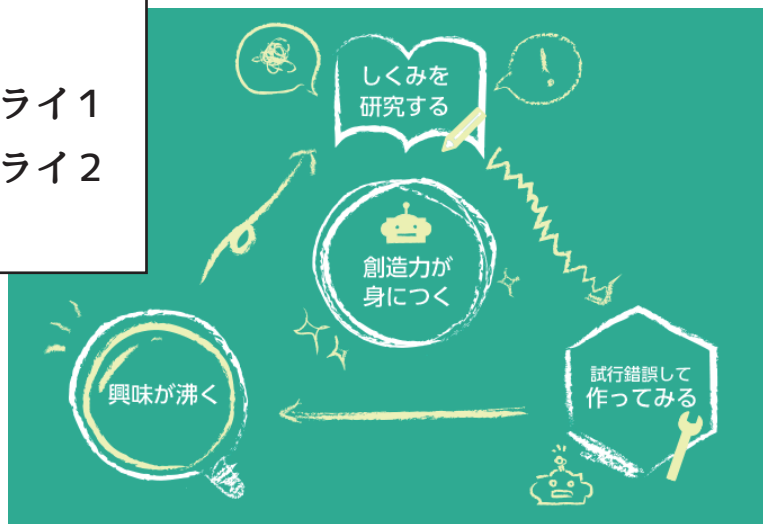 ライ1
ライ2
しくみを
研究する
創造力が
身につく
興味が沸く
試行錯誤して
作ってみる